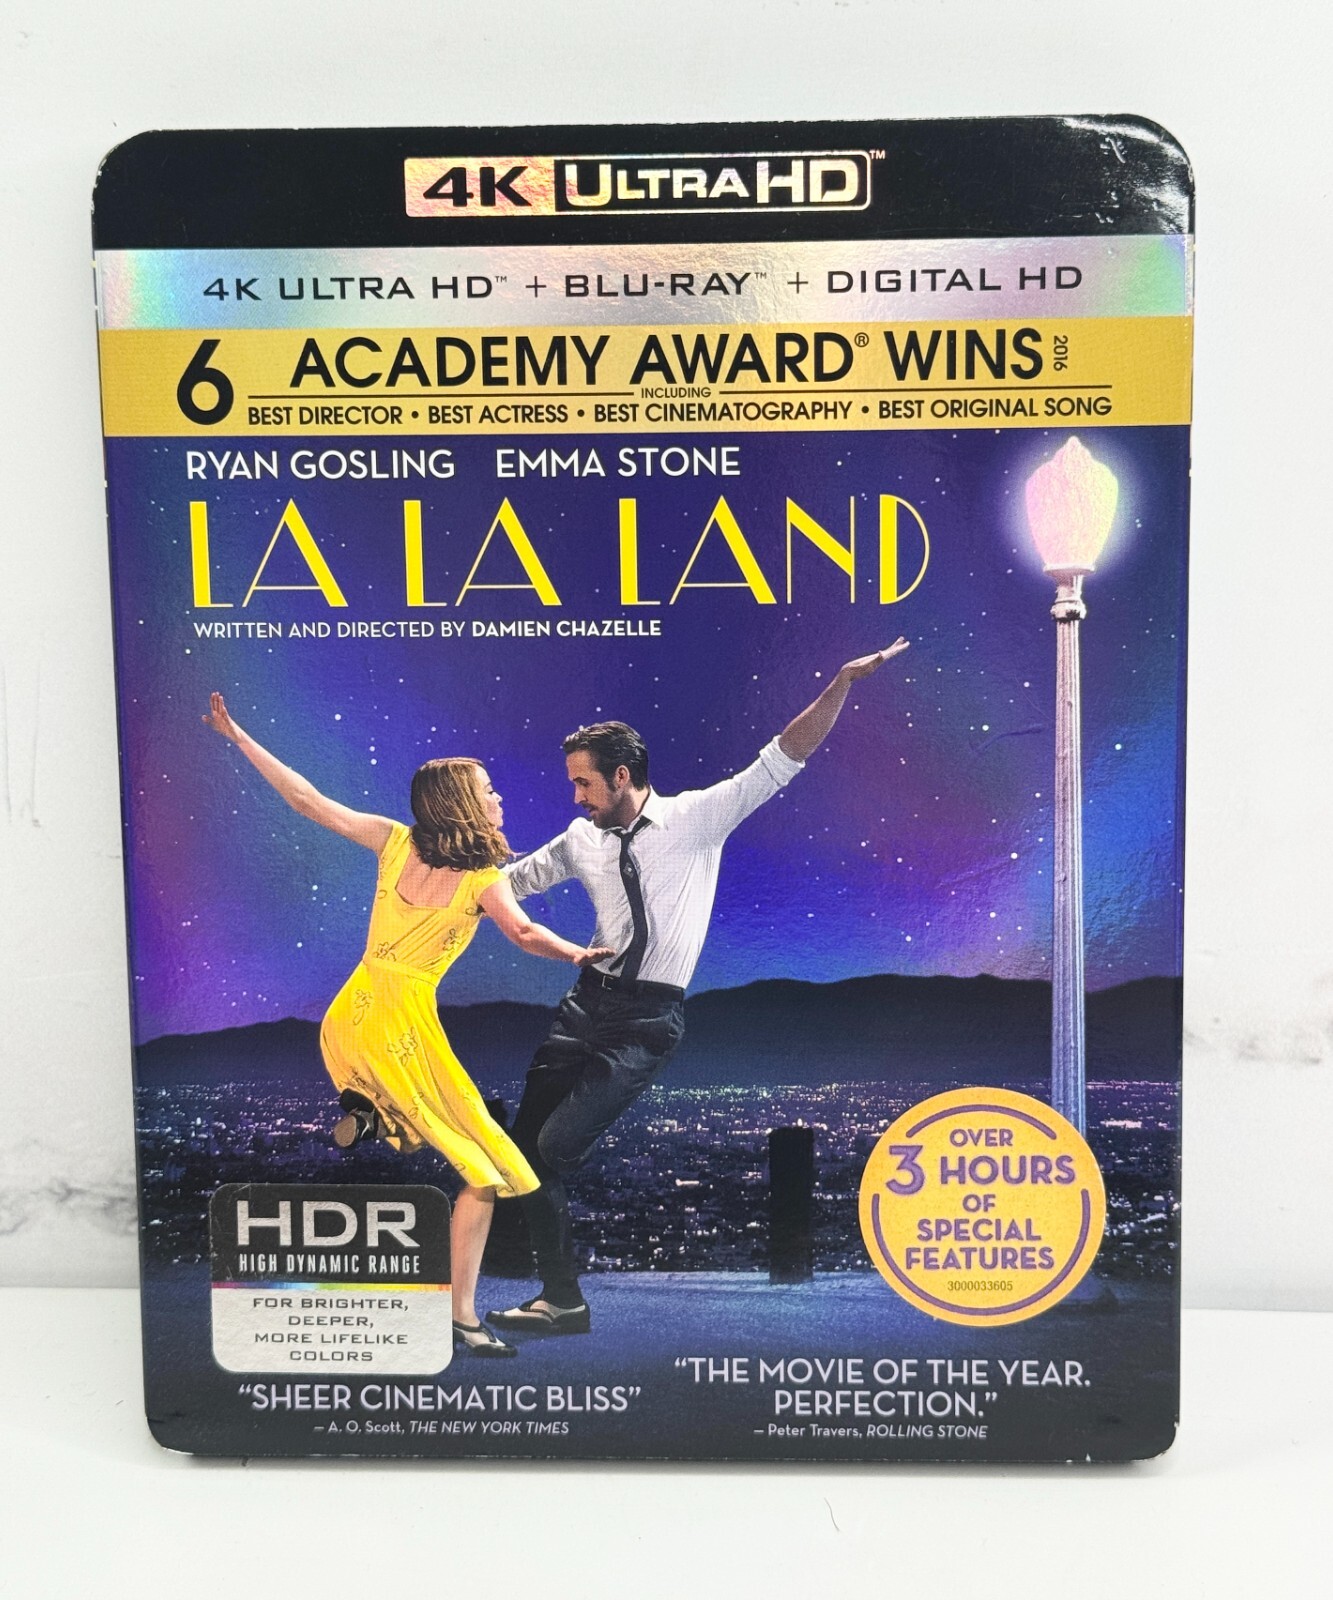 4K ULTRA HD™
4K ULTRA HD™ + BLU-RAY™ + DIGITAL HD
6 ACADEMY AWARD® WINS 2016
INCLUDING
BEST DIRECTOR • BEST ACTRESS • BEST CINEMATOGRAPHY • BEST ORIGINAL SONG
RYAN GOSLING EMMA STONE
LA LA LAND
WRITTEN AND DIRECTED BY DAMIEN CHAZELLE
OVER
3 HOURS
OF
SPECIAL
FEATURES
3000033605
HDR
HIGH DYNAMIC RANGE
FOR BRIGHTER,
DEEPER,
MORE LIFELIKE
COLORS
“SHEER CINEMATIC BLISS”
– A. O. Scott, THE NEW YORK TIMES
“THE MOVIE OF THE YEAR.
PERFECTION.”
– Peter Travers, ROLLING STONE